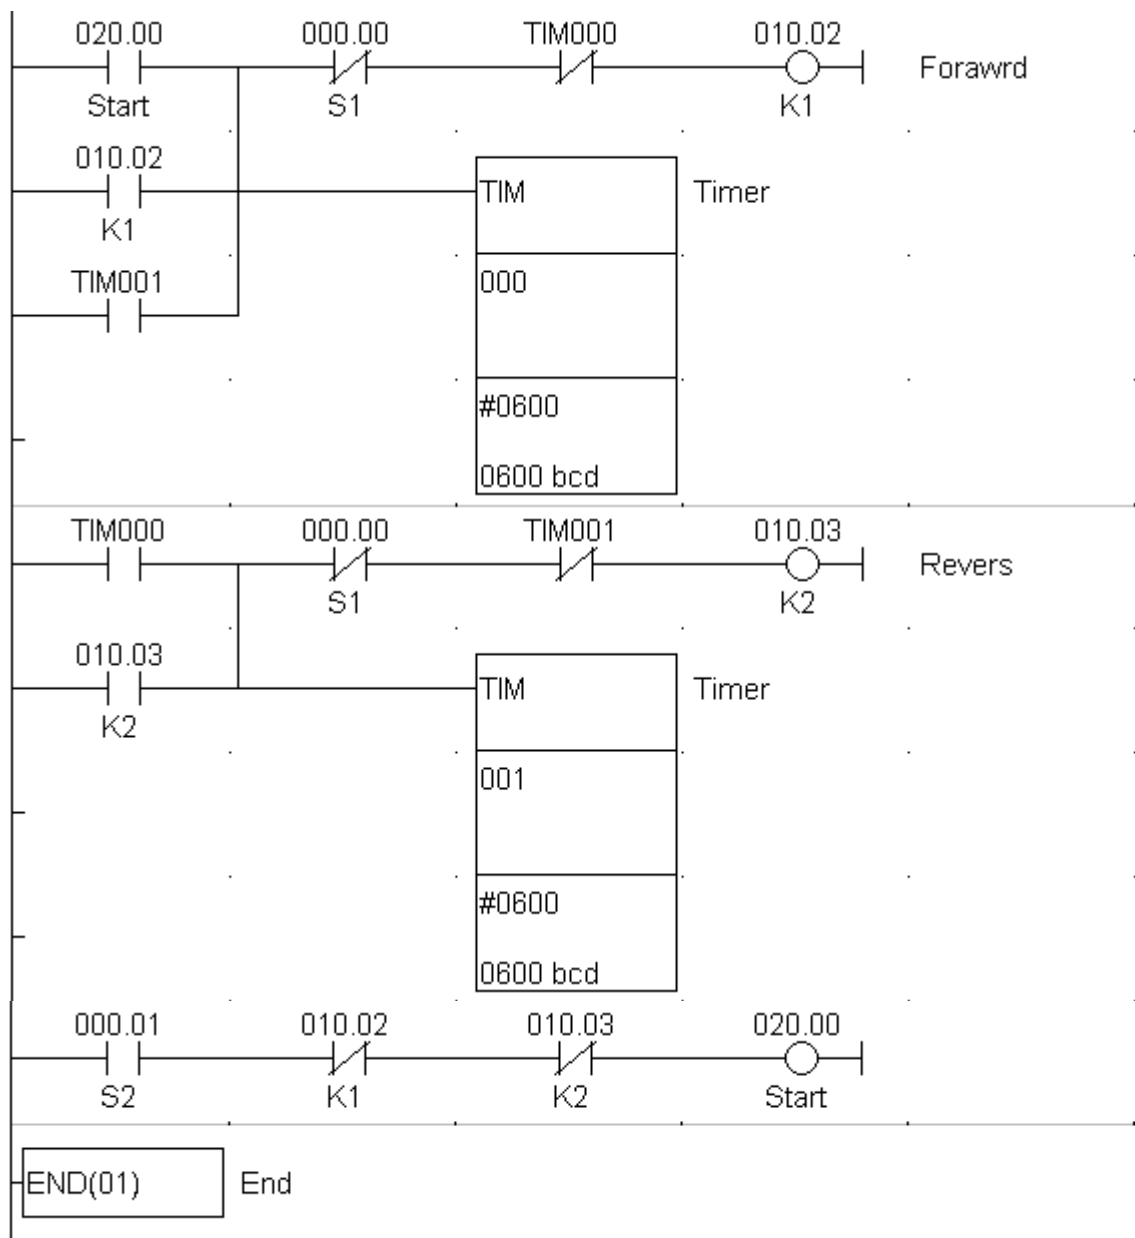 020.00 000.00 TIM000 010.02
Forawrd
Start S1 K1
010.02
TIM Timer
K1
TIM001
000
#0600
0600 bcd
TIM000 000.00 TIM001 010.03
Revers
S1 K2
010.03
TIM Timer
K2
001
#0600
0600 bcd
000.01 010.02 010.03 020.00
S2 K1 K2 Start
END(01) End